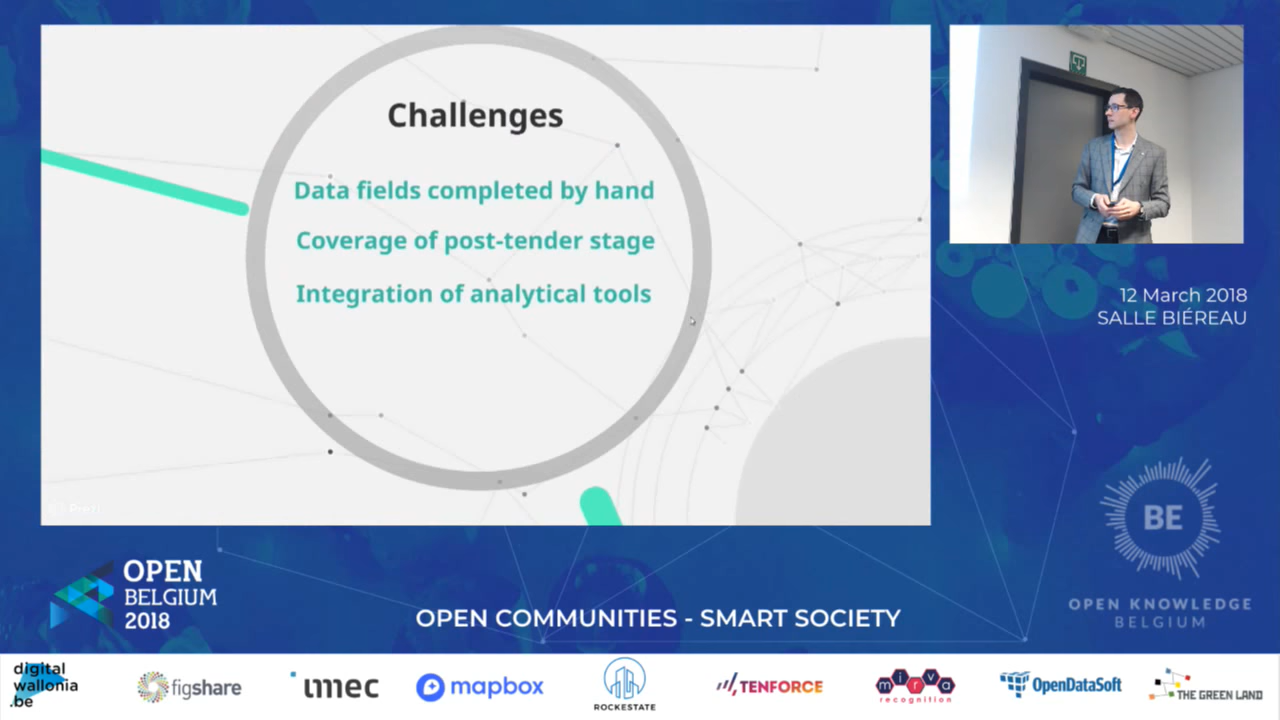 Challenges
Data fields completed by hand
Coverage of post-tender stage
Integration of analytical tools
Prezi
12 March 2018
SALLE BIÉREAU
BE
OPEN KNOWLEDGE
BELGIUM
OPEN
BELGIUM
2018
OPEN COMMUNITIES - SMART SOCIETY
digital
wallonia
.be
figshare
imec
mapbox
ROCKESTATE
TENFORCE
mirva
recognition
OpenDataSoft
THE GREEN LAND